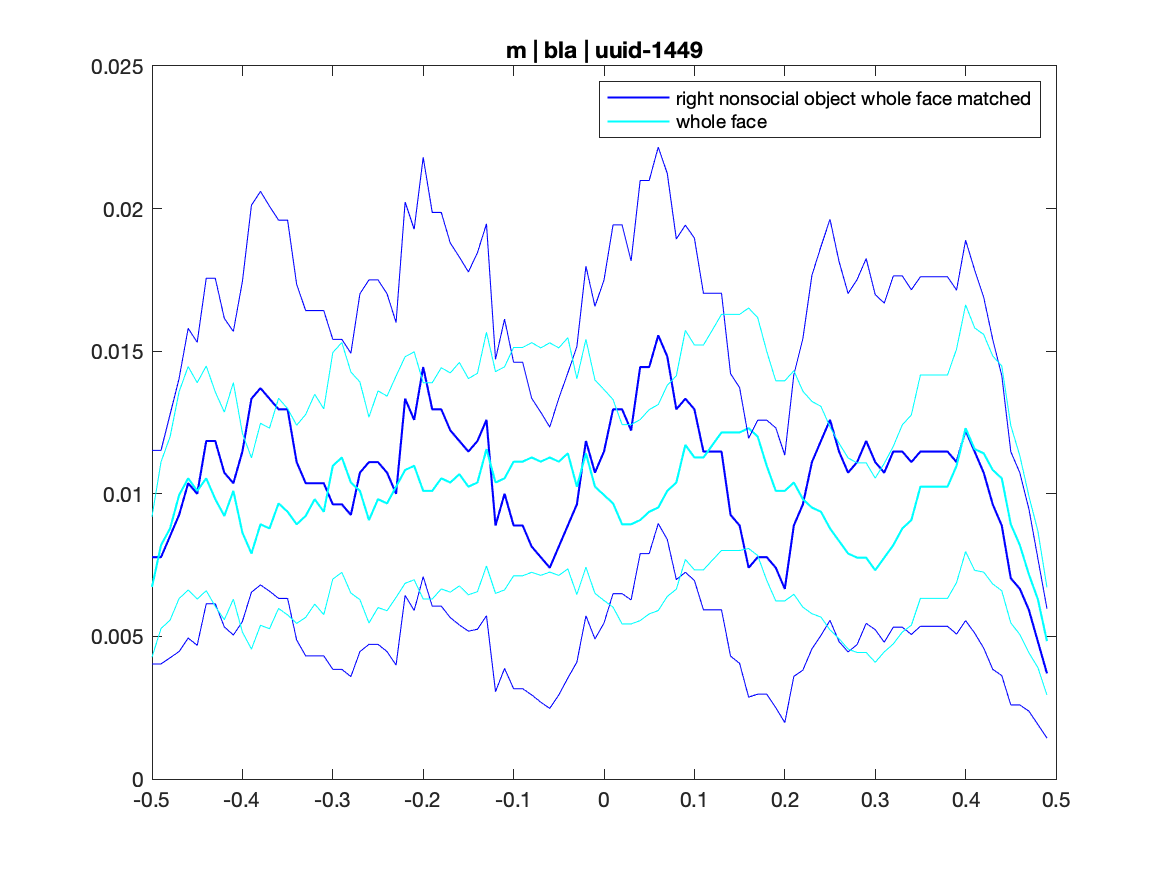 m | bla | uuid-1449
right nonsocial object whole face matched
whole face
0.025
0.02
0.015
0.01
0.005
0
-0.5 -0.4 -0.3 -0.2 -0.1 0 0.1 0.2 0.3 0.4 0.5